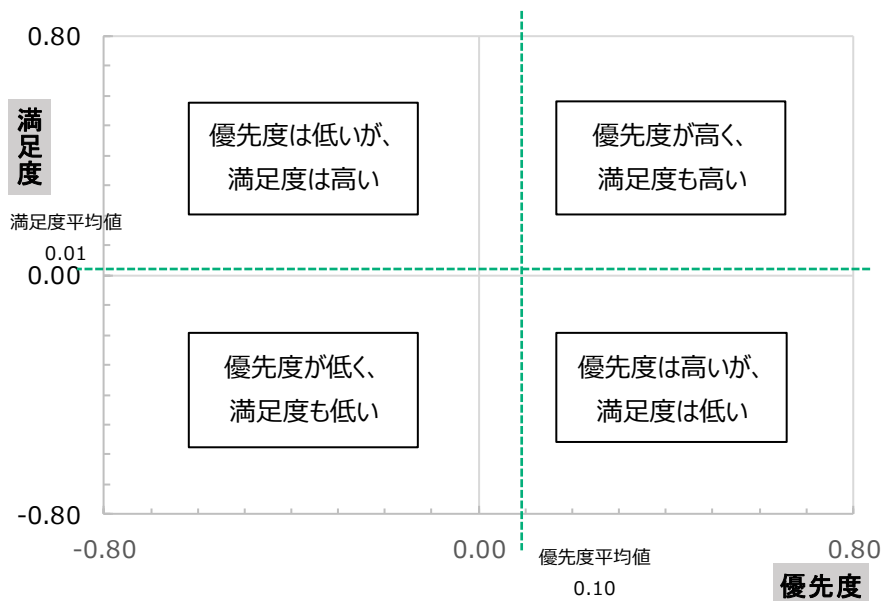 0.80
満足度
優先度は低いが、
満足度は高い
優先度が高く、
満足度も高い
満足度平均値
0.01
0.00
優先度が低く、
満足度も低い
優先度は高いが、
満足度は低い
-0.80
-0.80
0.00
0.80
優先度平均値
0.10
優先度